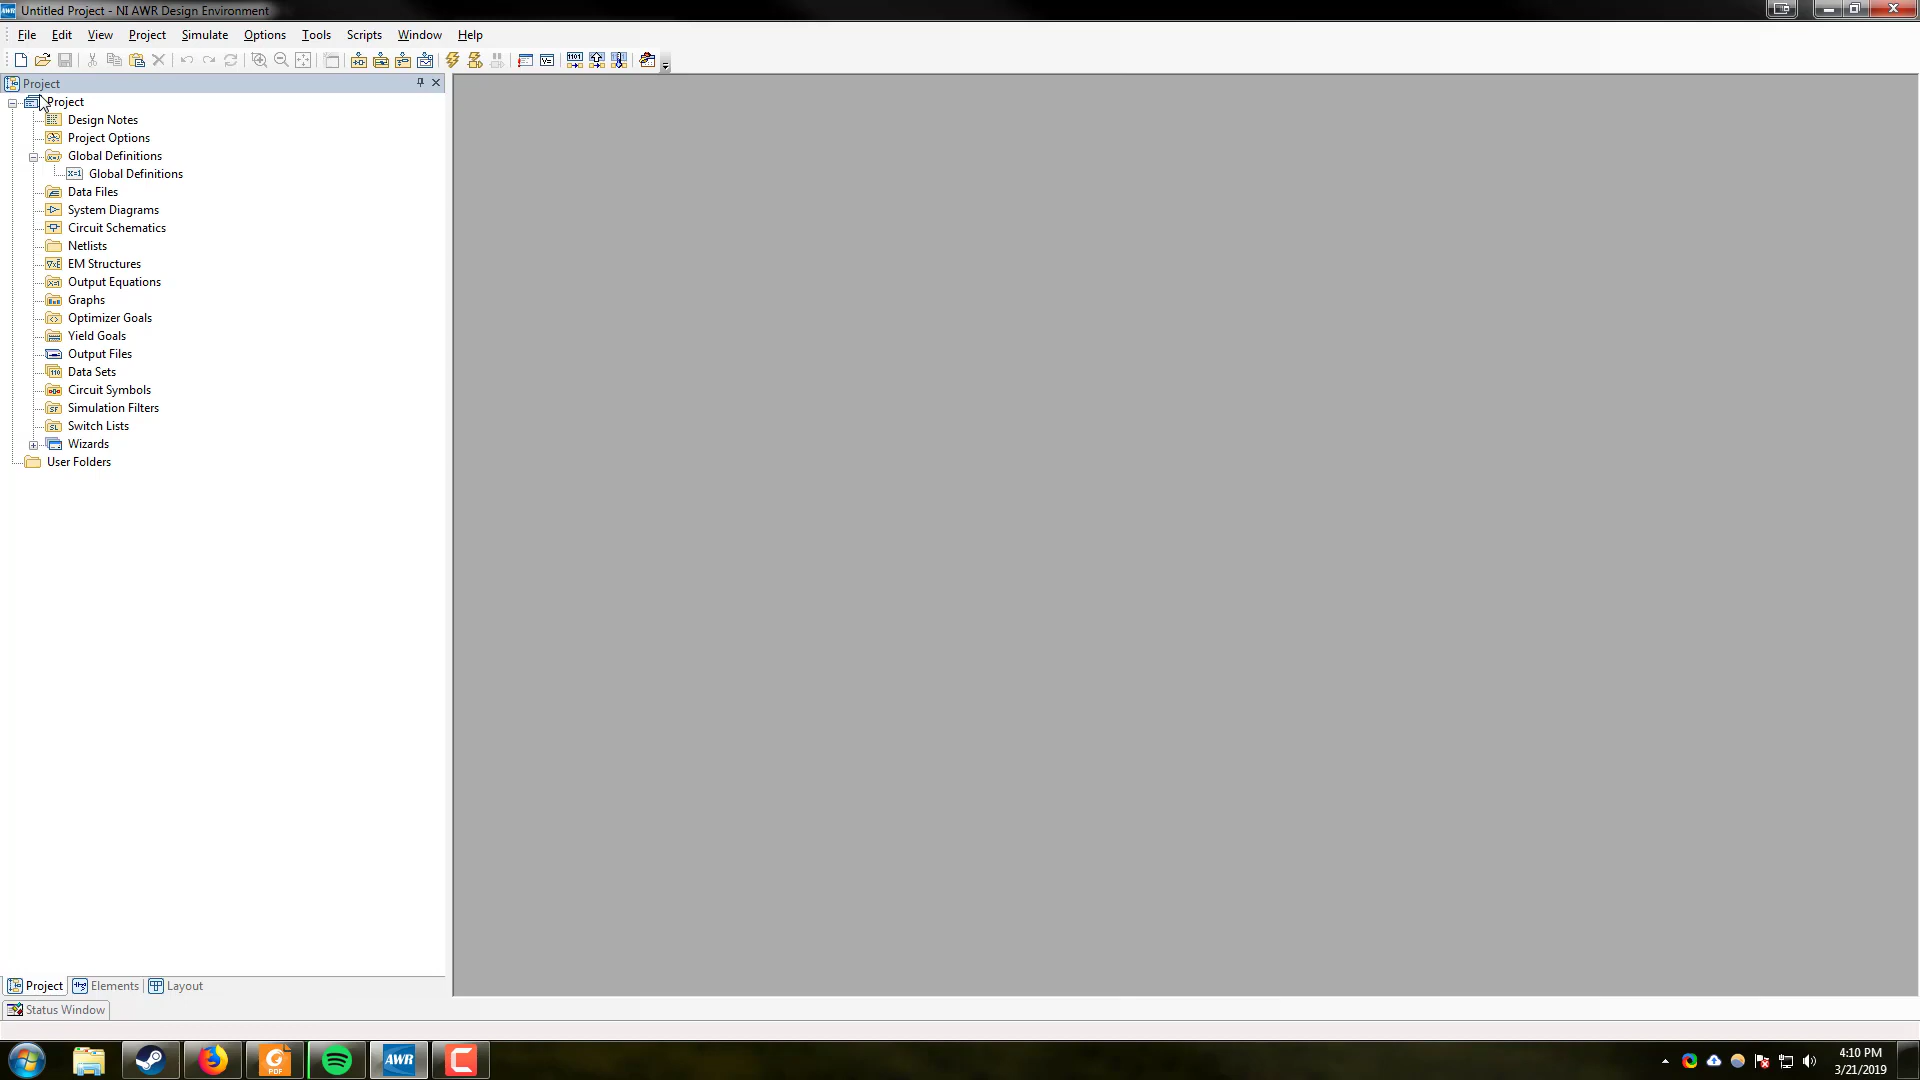 Untitled Project - NI AWR Design Environment
File Edit View Project Simulate Options Tools Scripts Window Help
Project
Project
Design Notes
Project Options
Global Definitions
Global Definitions
Data Files
System Diagrams
Circuit Schematics
Netlists
EM Structures
Output Equations
Graphs
Optimizer Goals
Yield Goals
Output Files
Data Sets
Circuit Symbols
Simulation Filters
Switch Lists
Wizards
User Folders
Project Elements Layout
Status Window
PDF AWR
4:10 PM
3/21/2019